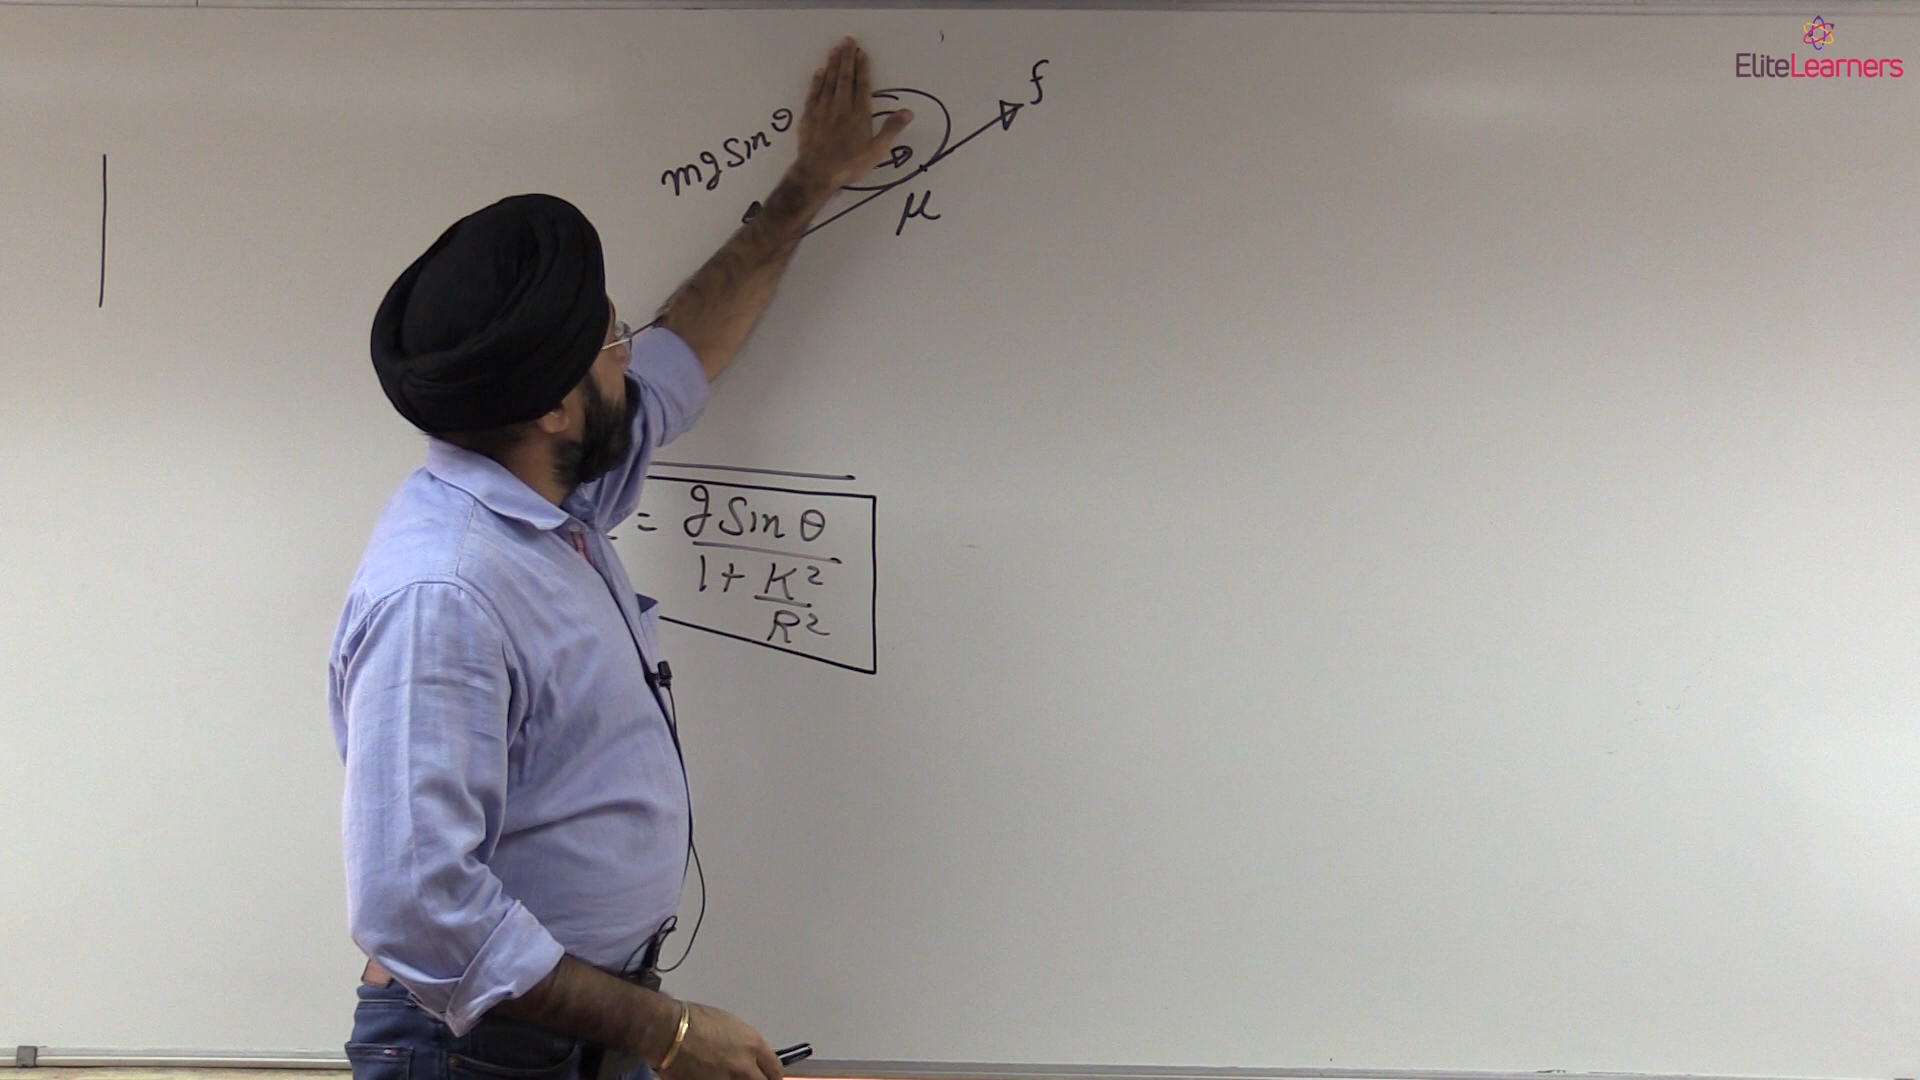 EliteLearners
f
mg Sin θ
μ
= g Sin θ
1 + K²
R²